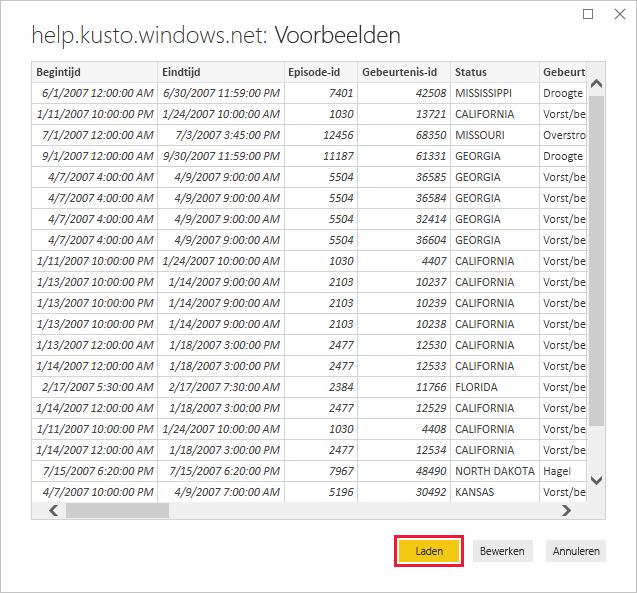 help.kusto.windows.net: Voorbeelden
Begintijd Eindtijd Episode-id Gebeurtenis-id Status Gebeurt
6/1/2007 12:00:00 AM 6/30/2007 11:59:00 PM 7401 42508 MISSISSIPPI Droogte
1/11/2007 10:00:00 PM 1/24/2007 10:00:00 AM 1030 13721 CALIFORNIA Vorst/be
7/1/2007 12:00:00 AM 7/3/2007 3:45:00 PM 12456 68350 MISSOURI Overstro
9/1/2007 12:00:00 AM 9/30/2007 11:59:00 PM 11187 61331 GEORGIA Droogte
4/7/2007 4:00:00 AM 4/9/2007 9:00:00 AM 5504 36585 GEORGIA Vorst/be
4/7/2007 4:00:00 AM 4/9/2007 9:00:00 AM 5504 36584 GEORGIA Vorst/be
4/7/2007 4:00:00 AM 4/9/2007 9:00:00 AM 5504 32414 GEORGIA Vorst/be
4/7/2007 4:00:00 AM 4/9/2007 9:00:00 AM 5504 36604 GEORGIA Vorst/be
1/11/2007 10:00:00 PM 1/24/2007 10:00:00 AM 1030 4407 CALIFORNIA Vorst/be
1/13/2007 10:00:00 PM 1/14/2007 9:00:00 AM 2103 10237 CALIFORNIA Vorst/be
1/13/2007 10:00:00 PM 1/14/2007 9:00:00 AM 2103 10239 CALIFORNIA Vorst/be
1/13/2007 10:00:00 PM 1/14/2007 9:00:00 AM 2103 10238 CALIFORNIA Vorst/be
1/13/2007 12:00:00 AM 1/18/2007 3:00:00 PM 2477 12530 CALIFORNIA Vorst/be
1/14/2007 12:00:00 AM 1/18/2007 3:00:00 PM 2477 12533 CALIFORNIA Vorst/be
2/17/2007 5:30:00 AM 2/17/2007 7:30:00 AM 2384 11766 FLORIDA Vorst/be
1/14/2007 12:00:00 AM 1/18/2007 3:00:00 PM 2477 12529 CALIFORNIA Vorst/be
1/11/2007 10:00:00 PM 1/24/2007 10:00:00 AM 1030 4408 CALIFORNIA Vorst/be
1/14/2007 12:00:00 AM 1/18/2007 3:00:00 PM 2477 12534 CALIFORNIA Vorst/be
7/15/2007 6:20:00 PM 7/15/2007 6:20:00 PM 7967 48490 NORTH DAKOTA Hagel
4/7/2007 10:00:00 PM 4/9/2007 7:00:00 AM 5196 30492 KANSAS Vorst/be
Laden Bewerken Annuleren